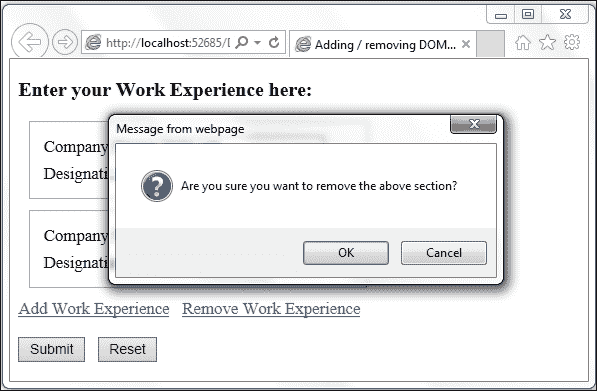 http://localhost:52685/D
Adding / removing DOM...
Enter your Work Experience here:
Message from webpage
Company
Designati
Are you sure you want to remove the above section?
Company
Designati
OK Cancel
Add Work Experience Remove Work Experience
Submit Reset